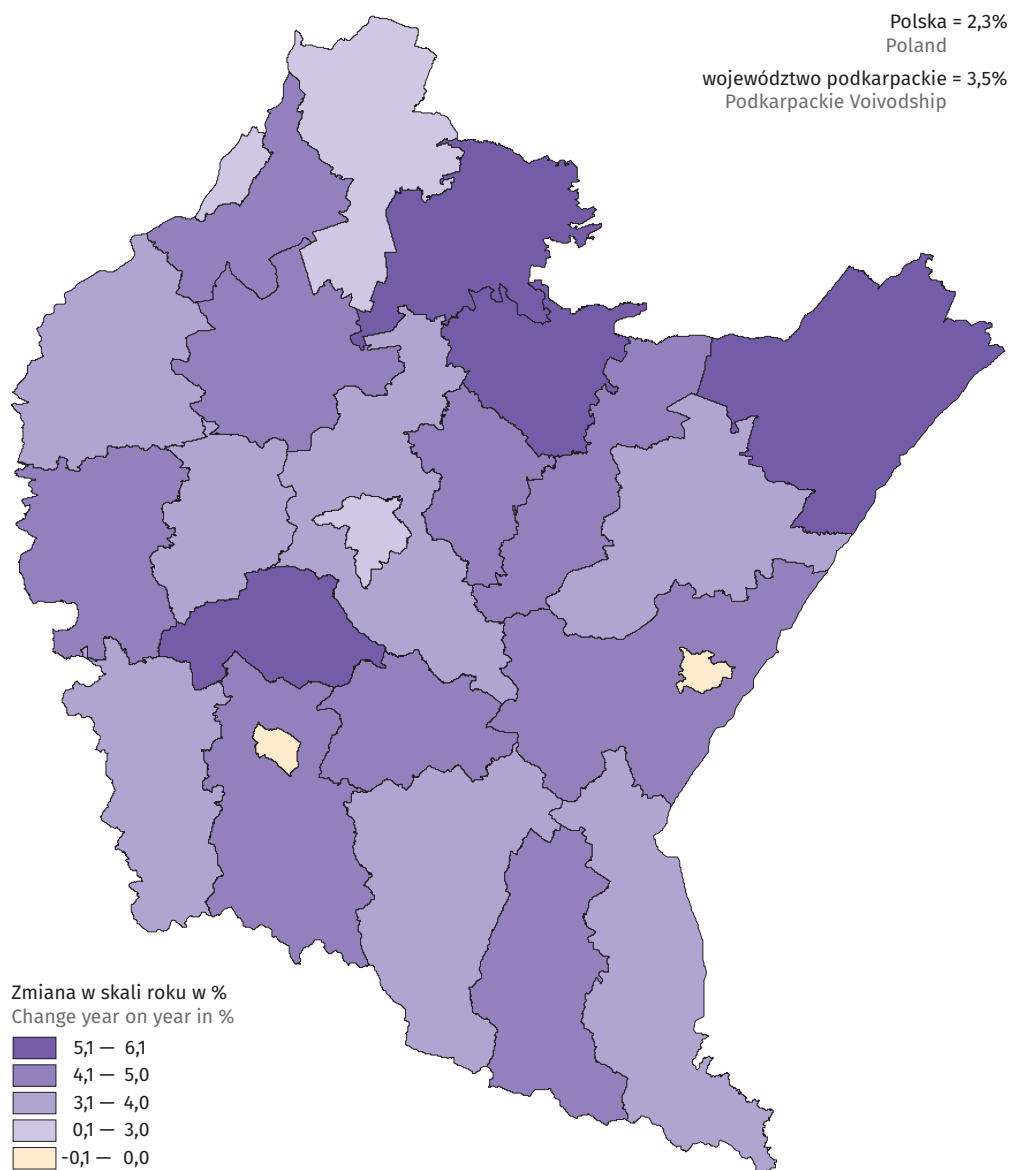 Polska = 2,3%
Poland
województwo podkarpackie = 3,5%
Podkarpackie Voivodship
Zmiana w skali roku w %
Change year on year in %
5,1 — 6,1
4,1 — 5,0
3,1 — 4,0
0,1 — 3,0
-0,1 — 0,0